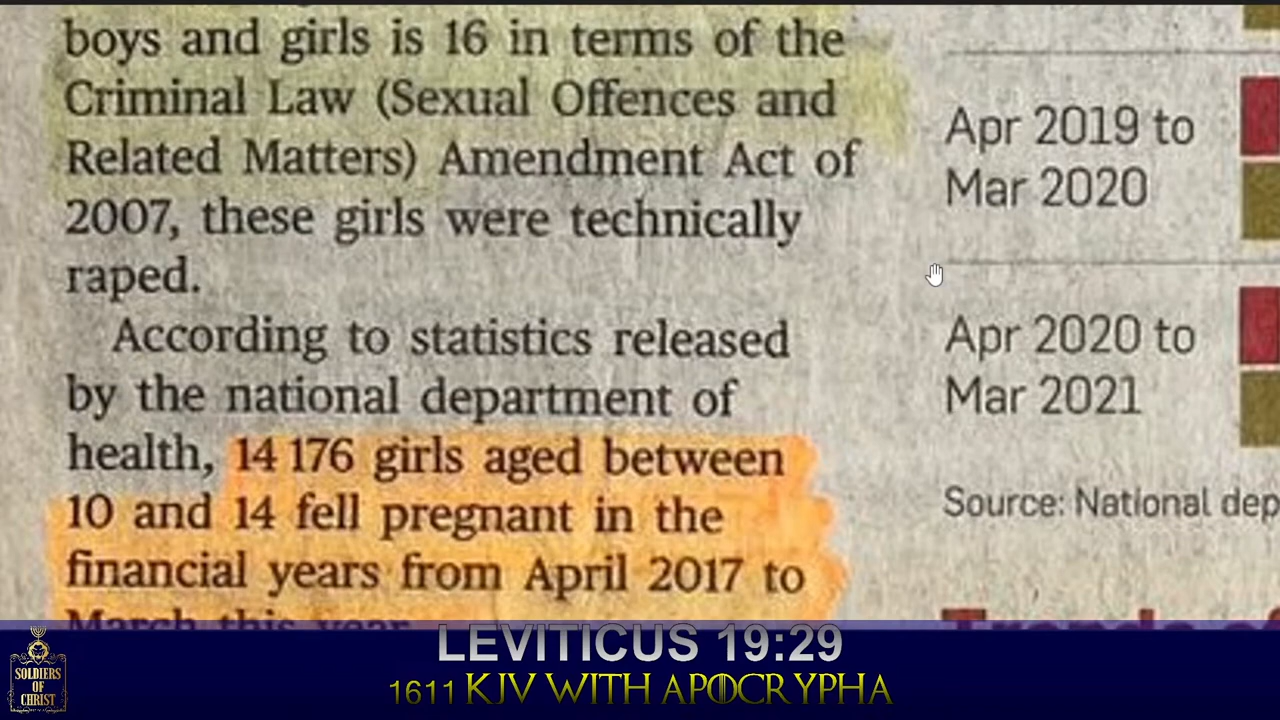 boys and girls is 16 in terms of the
Criminal Law (Sexual Offences and
Related Matters) Amendment Act of
2007, these girls were technically
raped.
According to statistics released
by the national department of
health, 14 176 girls aged between
10 and 14 fell pregnant in the
financial years from April 2017 to
March this year
Apr 2019 to
Mar 2020
Apr 2020 to
Mar 2021
Source: National dep
LEVITICUS 19:29
1611 KJV WITH APOCRYPHA
SOLDIERS
OF
CHRIST